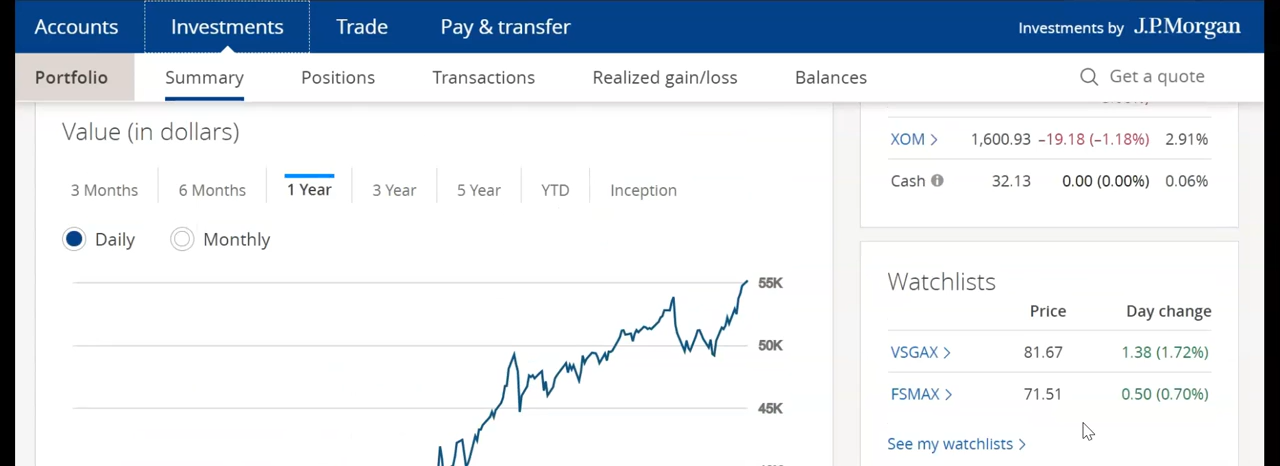 Accounts Investments Trade Pay & transfer Investments by J.P.Morgan
Portfolio Summary Positions Transactions Realized gain/loss Balances Get a quote
Value (in dollars)
3 Months 6 Months 1 Year 3 Year 5 Year YTD Inception
Daily Monthly
55K
50K
45K
XOM > 1,600.93 –19.18 (–1.18%) 2.91%
Cash 32.13 0.00 (0.00%) 0.06%
Watchlists
Price Day change
VSGAX > 81.67 1.38 (1.72%)
FSMAX > 71.51 0.50 (0.70%)
See my watchlists >